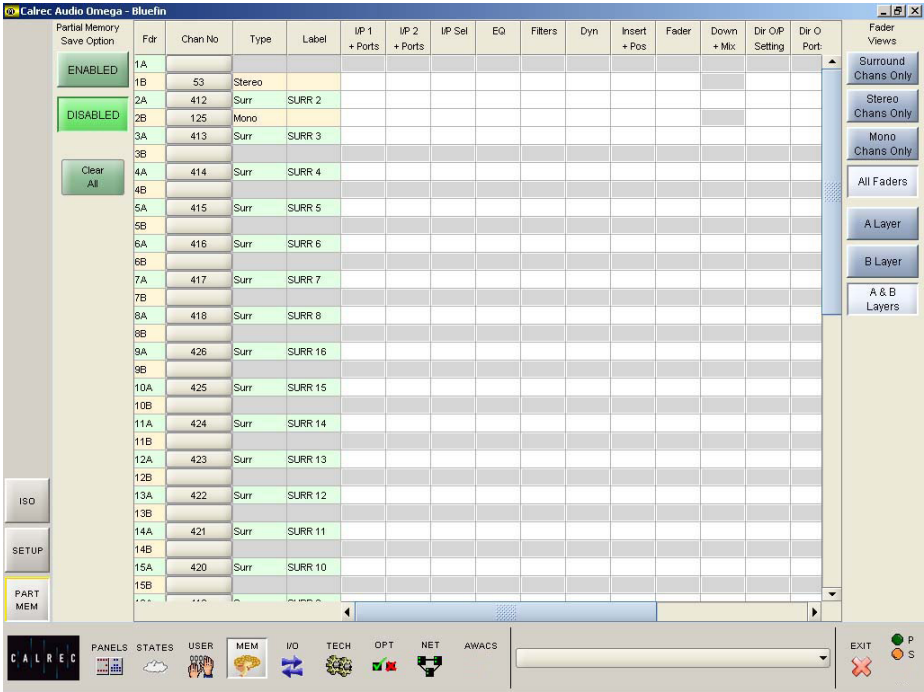 Calrec Audio Omega - Bluefin
Partial Memory
Save Option
ENABLED
DISABLED
Clear
All
ISO
SETUP
PART
MEM
Fdr Chan No Type Label I/P 1 + Ports I/P 2 + Ports I/P Sel EQ Filters Dyn Insert + Pos Fader Down + Mix Dir O/P Setting Dir O Port
1A
1B 53 Stereo
2A 412 Surr SURR 2
2B 125 Mono
3A 413 Surr SURR 3
3B
4A 414 Surr SURR 4
4B
5A 415 Surr SURR 5
5B
6A 416 Surr SURR 6
6B
7A 417 Surr SURR 7
7B
8A 418 Surr SURR 8
8B
9A 426 Surr SURR 16
9B
10A 425 Surr SURR 15
10B
11A 424 Surr SURR 14
11B
12A 423 Surr SURR 13
12B
13A 422 Surr SURR 12
13B
14A 421 Surr SURR 11
14B
15A 420 Surr SURR 10
15B
Fader
Views
Surround
Chans Only
Stereo
Chans Only
Mono
Chans Only
All Faders
A Layer
B Layer
A & B
Layers
CALREC
PANELS STATES USER MEM I/O TECH OPT NET AWACS
EXIT
P
S